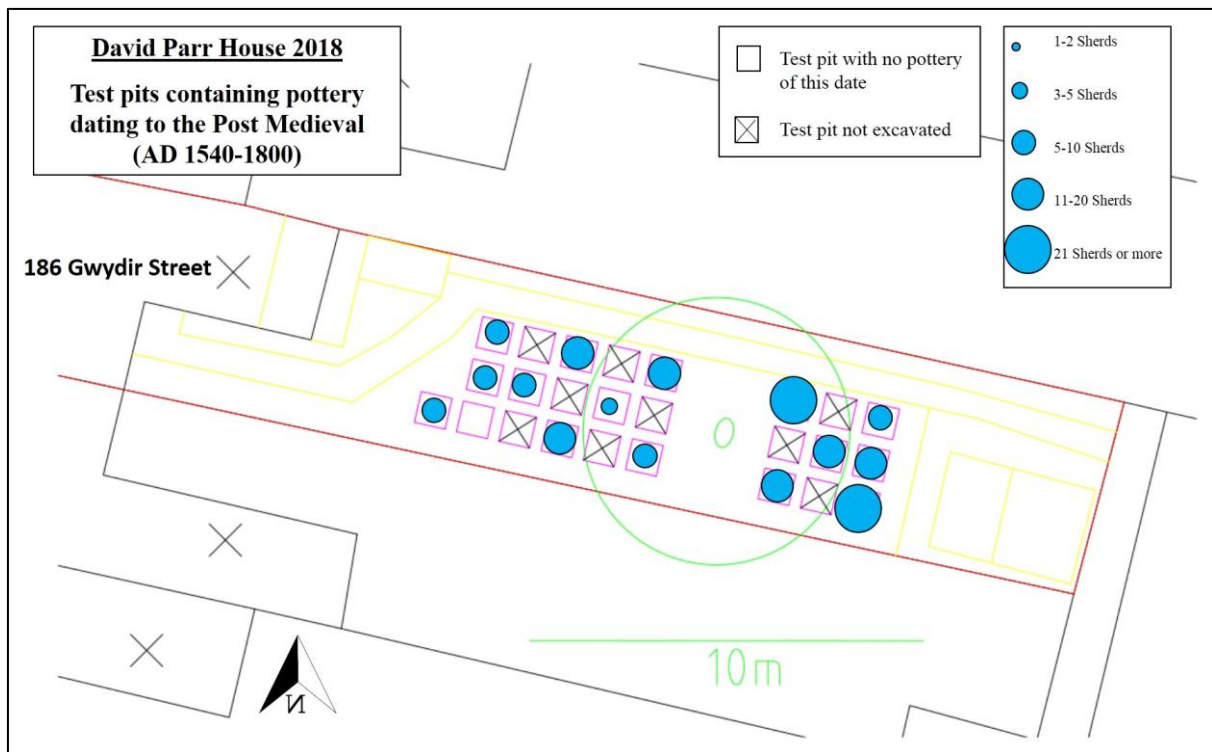 David Parr House 2018
Test pits containing pottery
dating to the Post Medieval
(AD 1540-1800)
Test pit with no pottery
of this date
Test pit not excavated
1-2 Sherds
3-5 Sherds
5-10 Sherds
11-20 Sherds
21 Sherds or more
186 Gwydir Street
10m
N